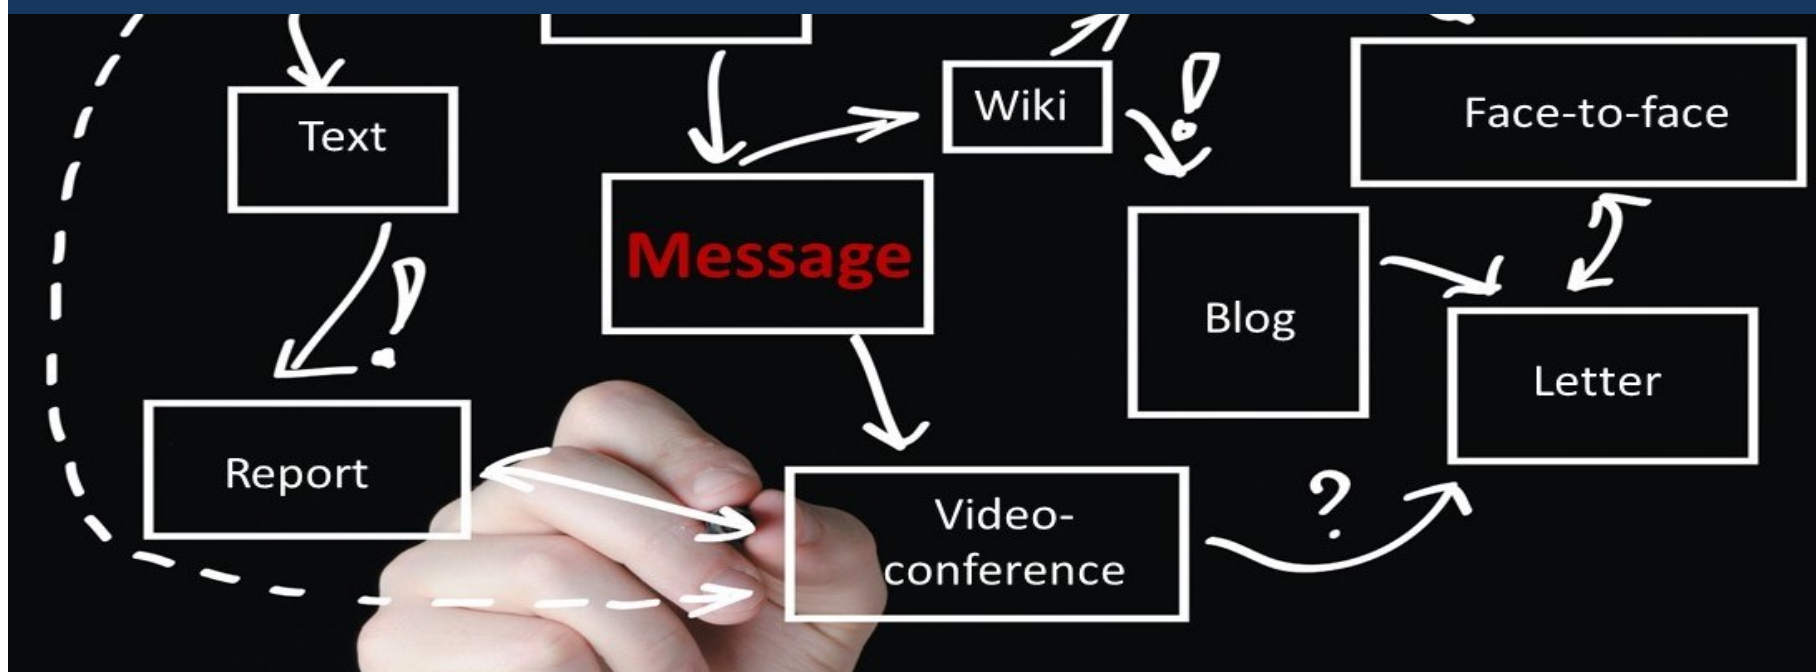 Wiki
Face-to-face
Text
!
Message
!
Blog
Letter
Report
Video-
conference
?